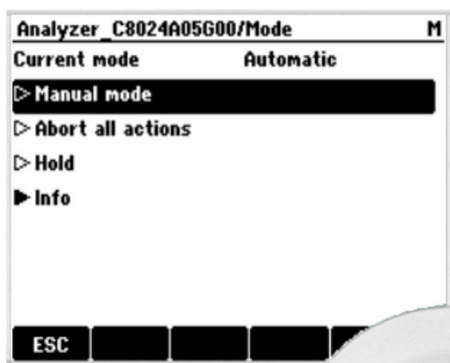 Analyzer_C8024A05G00/Mode M
Current mode Automatic
Manual mode
Abort all actions
Hold
Info
ESC